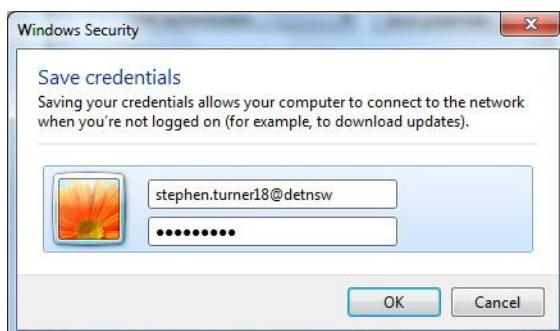 Windows Security
Save credentials
Saving your credentials allows your computer to connect to the network
when you're not logged on (for example, to download updates).
stephen.turner18@detnsw
•••••••••
OK
Cancel